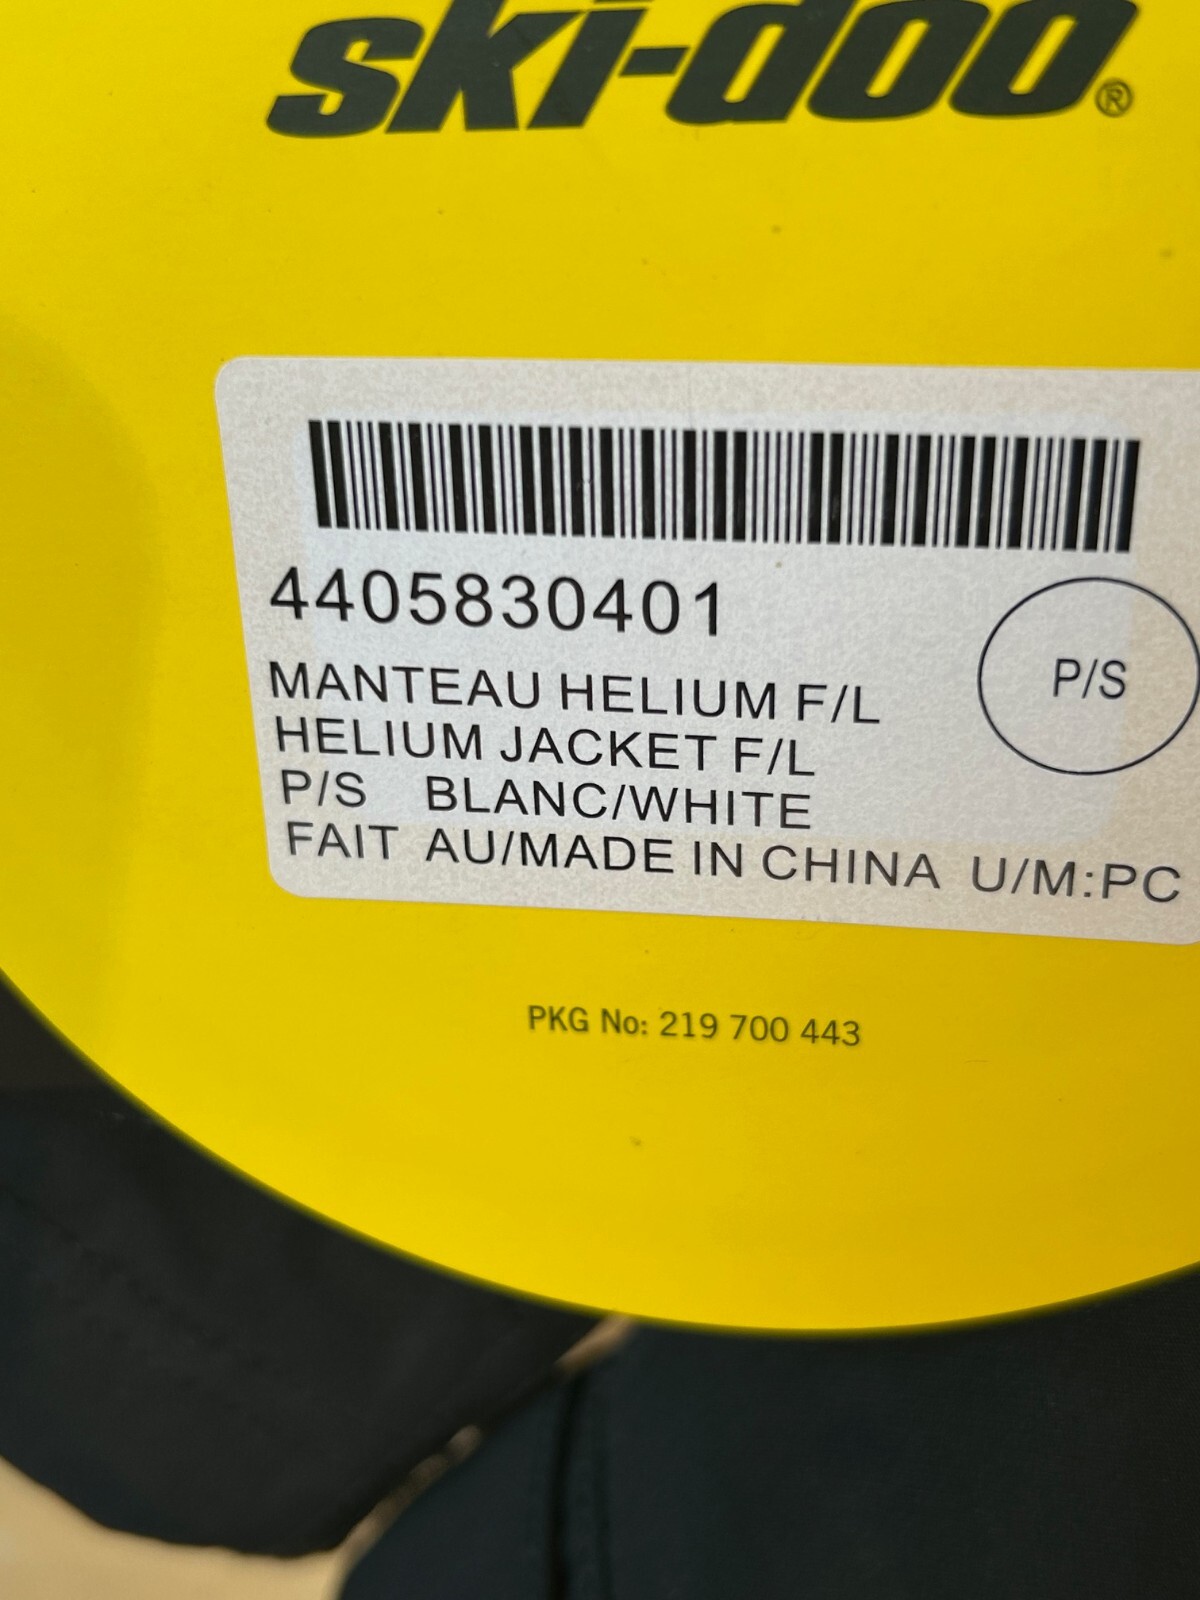 ski-doo®
4405830401
P/S
MANTEAU HELIUM F/L
HELIUM JACKET F/L
P/S BLANC/WHITE
FAIT AU/MADE IN CHINA U/M:PC
PKG No: 219 700 443